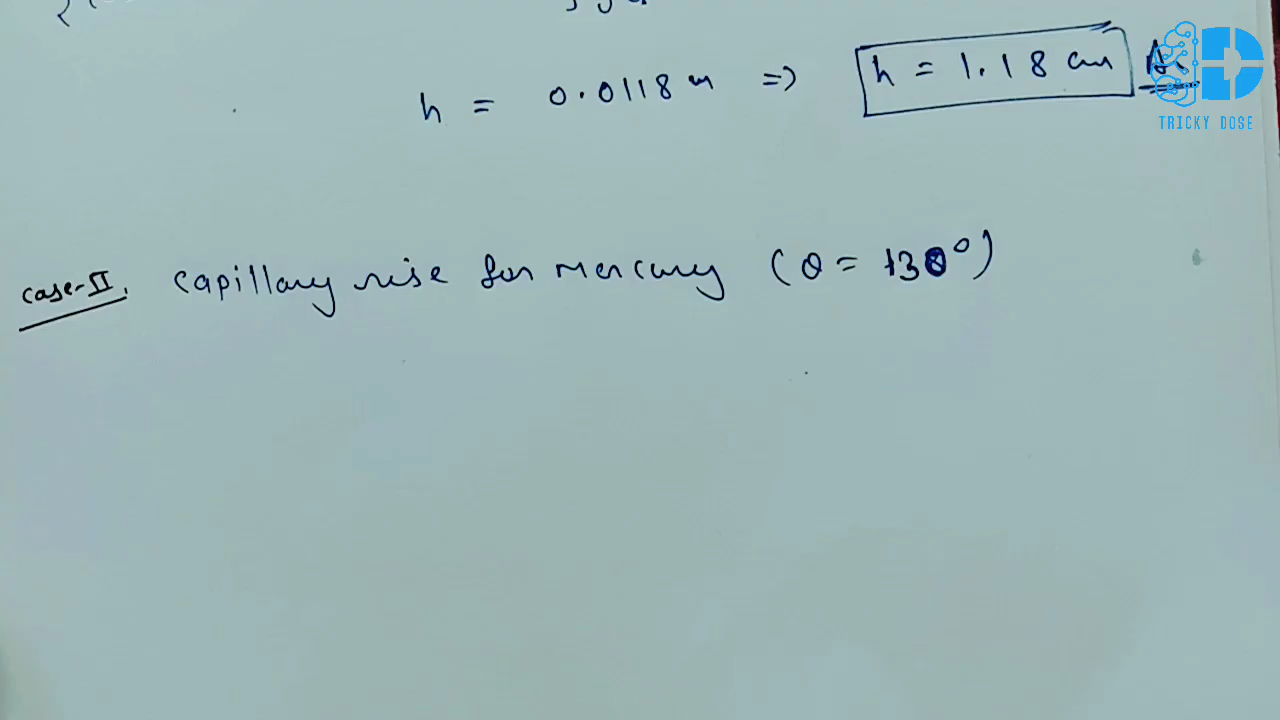 h = 0.0118 m => h = 1.18 cm
TRICKY DOSE
Case-II. Capillary rise for Mercury (θ = 130°)